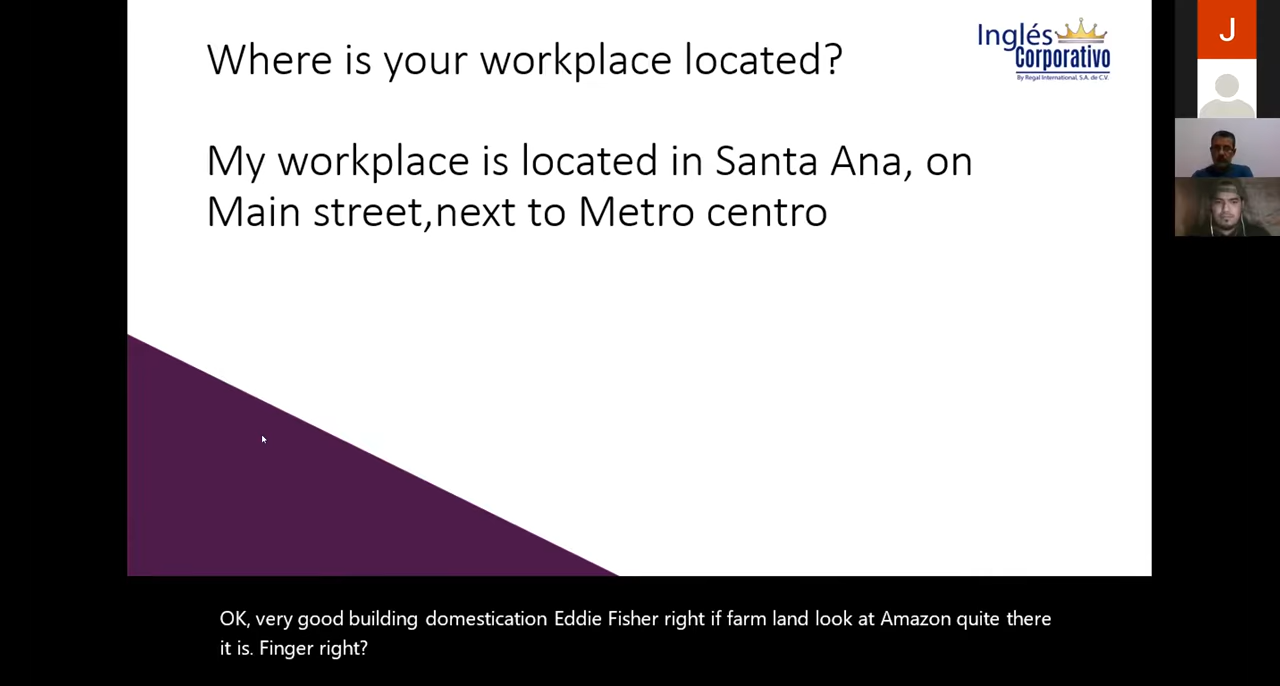 Where is your workplace located?
Inglés
Corporativo
By Regal International, S.A. de C.V.
My workplace is located in Santa Ana, on
Main street,next to Metro centro
J
OK, very good building domestication Eddie Fisher right if farm land look at Amazon quite there
it is. Finger right?